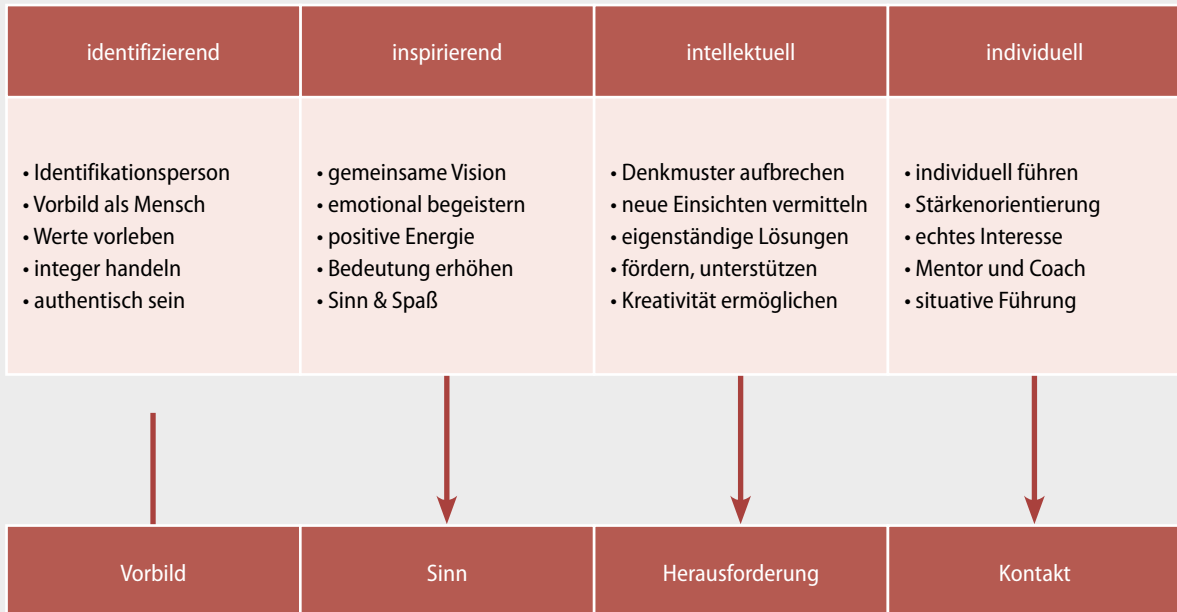 identifizierend
inspirierend
intellektuell
individuell
• Identifikationsperson
• Vorbild als Mensch
• Werte vorleben
• integer handeln
• authentisch sein
• gemeinsame Vision
• emotional begeistern
• positive Energie
• Bedeutung erhöhen
• Sinn & Spaß
• Denkmuster aufbrechen
• neue Einsichten vermitteln
• eigenständige Lösungen
• fördern, unterstützen
• Kreativität ermöglichen
• individuell führen
• Stärkenorientierung
• echtes Interesse
• Mentor und Coach
• situative Führung
Vorbild
Sinn
Herausforderung
Kontakt